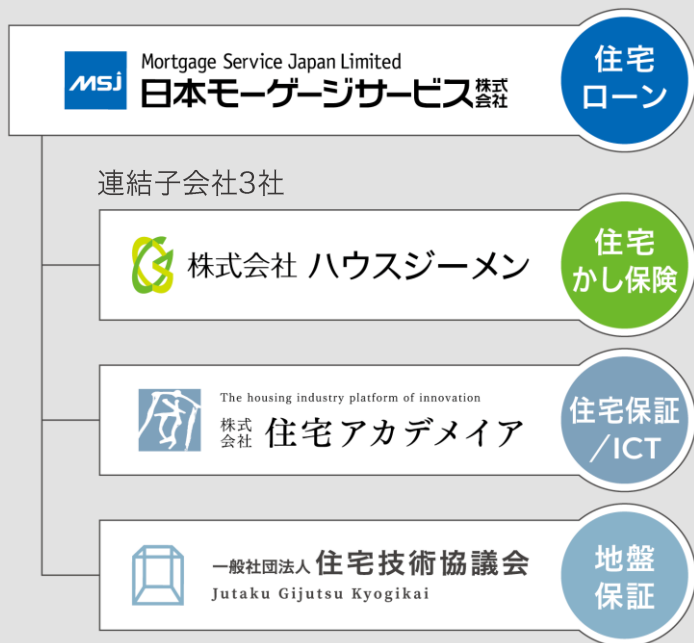 MSJ
Mortgage Service Japan Limited
日本モーゲージサービス株式会社
住宅
ローン
連結子会社3社
株式会社 ハウスジーメン
住宅
かし保険
The housing industry platform of innovation
株式会社 住宅アカデメイア
住宅保証
/ICT
一般社団法人 住宅技術協議会
Jutaku Gijutsu Kyogikai
地盤
保証